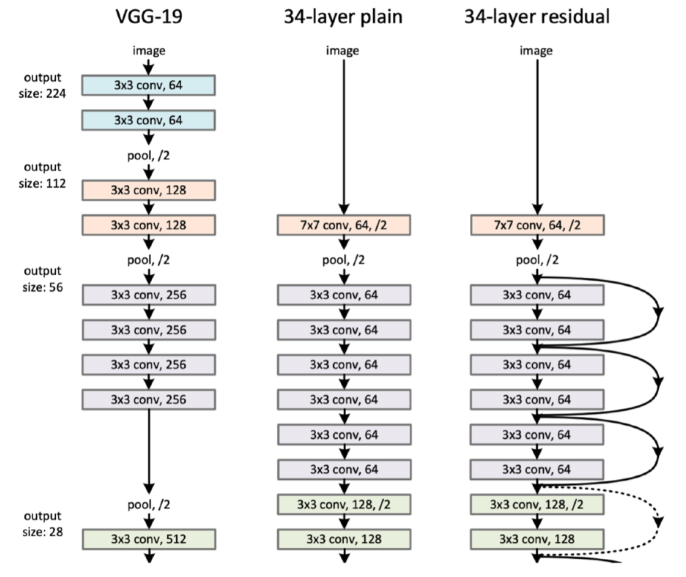 VGG-19
34-layer plain
34-layer residual
image
image
image
output
size: 224
3x3 conv, 64
3x3 conv, 64
pool, /2
output
size: 112
3x3 conv, 128
3x3 conv, 128
7x7 conv, 64, /2
7x7 conv, 64, /2
pool, /2
pool, /2
pool, /2
output
size: 56
3x3 conv, 256
3x3 conv, 64
3x3 conv, 64
3x3 conv, 256
3x3 conv, 64
3x3 conv, 64
3x3 conv, 256
3x3 conv, 64
3x3 conv, 64
3x3 conv, 256
3x3 conv, 64
3x3 conv, 64
3x3 conv, 64
3x3 conv, 64
3x3 conv, 64
3x3 conv, 64
pool, /2
3x3 conv, 128, /2
3x3 conv, 128, /2
output
size: 28
3x3 conv, 512
3x3 conv, 128
3x3 conv, 128